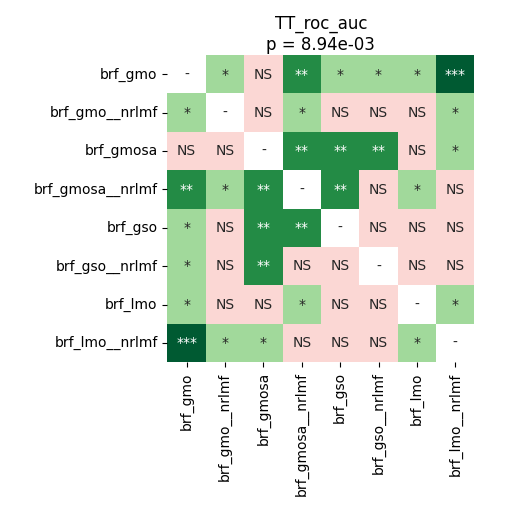 TT_roc_auc
p = 8.94e-03
brf_gmo - * NS ** * * * ***
brf_gmo__nrlmf * - NS * NS NS NS *
brf_gmosa NS NS - ** ** ** NS *
brf_gmosa__nrlmf ** * ** - ** NS * NS
brf_gso * NS ** ** - NS NS NS
brf_gso__nrlmf * NS ** NS NS - NS NS
brf_lmo * NS NS * NS NS - *
brf_lmo__nrlmf *** * * NS NS NS * -
brf_gmo
brf_gmo__nrlmf
brf_gmosa
brf_gmosa__nrlmf
brf_gso
brf_gso__nrlmf
brf_lmo
brf_lmo__nrlmf